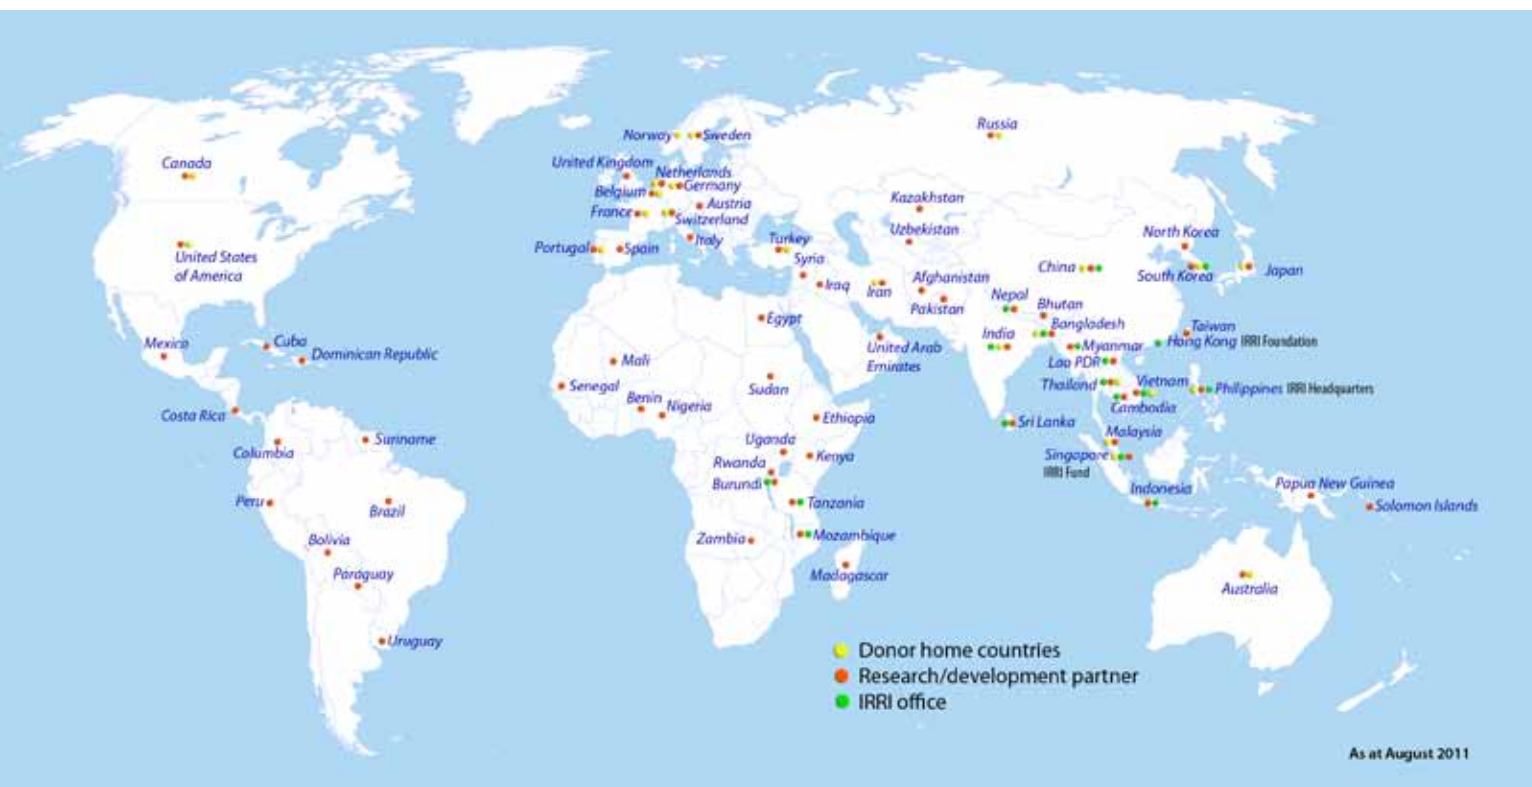 Norway
Sweden
Russia
Canada
United Kingdom
Netherlands
Belgium
Germany
Austria
France
Switzerland
Kazakhstan
Uzbekistan
North Korea
United States
of America
Portugal
Spain
Italy
Turkey
Syria
Iraq
Iran
Afghanistan
Pakistan
China
South Korea
Japan
Nepal
Bhutan
Bangladesh
India
Myanmar
Taiwan
Hong Kong IRRI Foundation
Egypt
United Arab
Emirates
Mexico
Cuba
Dominican Republic
Mali
Senegal
Sudan
Benin
Nigeria
Lao PDR
Thailand
Vietnam
Philippines IRRI Headquarters
Cambodia
Costa Rica
Columbia
Suriname
Ethiopia
Uganda
Kenya
Rwanda
Burundi
Sri Lanka
Malaysia
Singapore
IRRI Fund
Indonesia
Papua New Guinea
Solomon Islands
Peru
Brazil
Tanzania
Bolivia
Zambia
Mozambique
Paraguay
Madagascar
Australia
Uruguay
Donor home countries
Research/development partner
IRRI office
As at August 2011